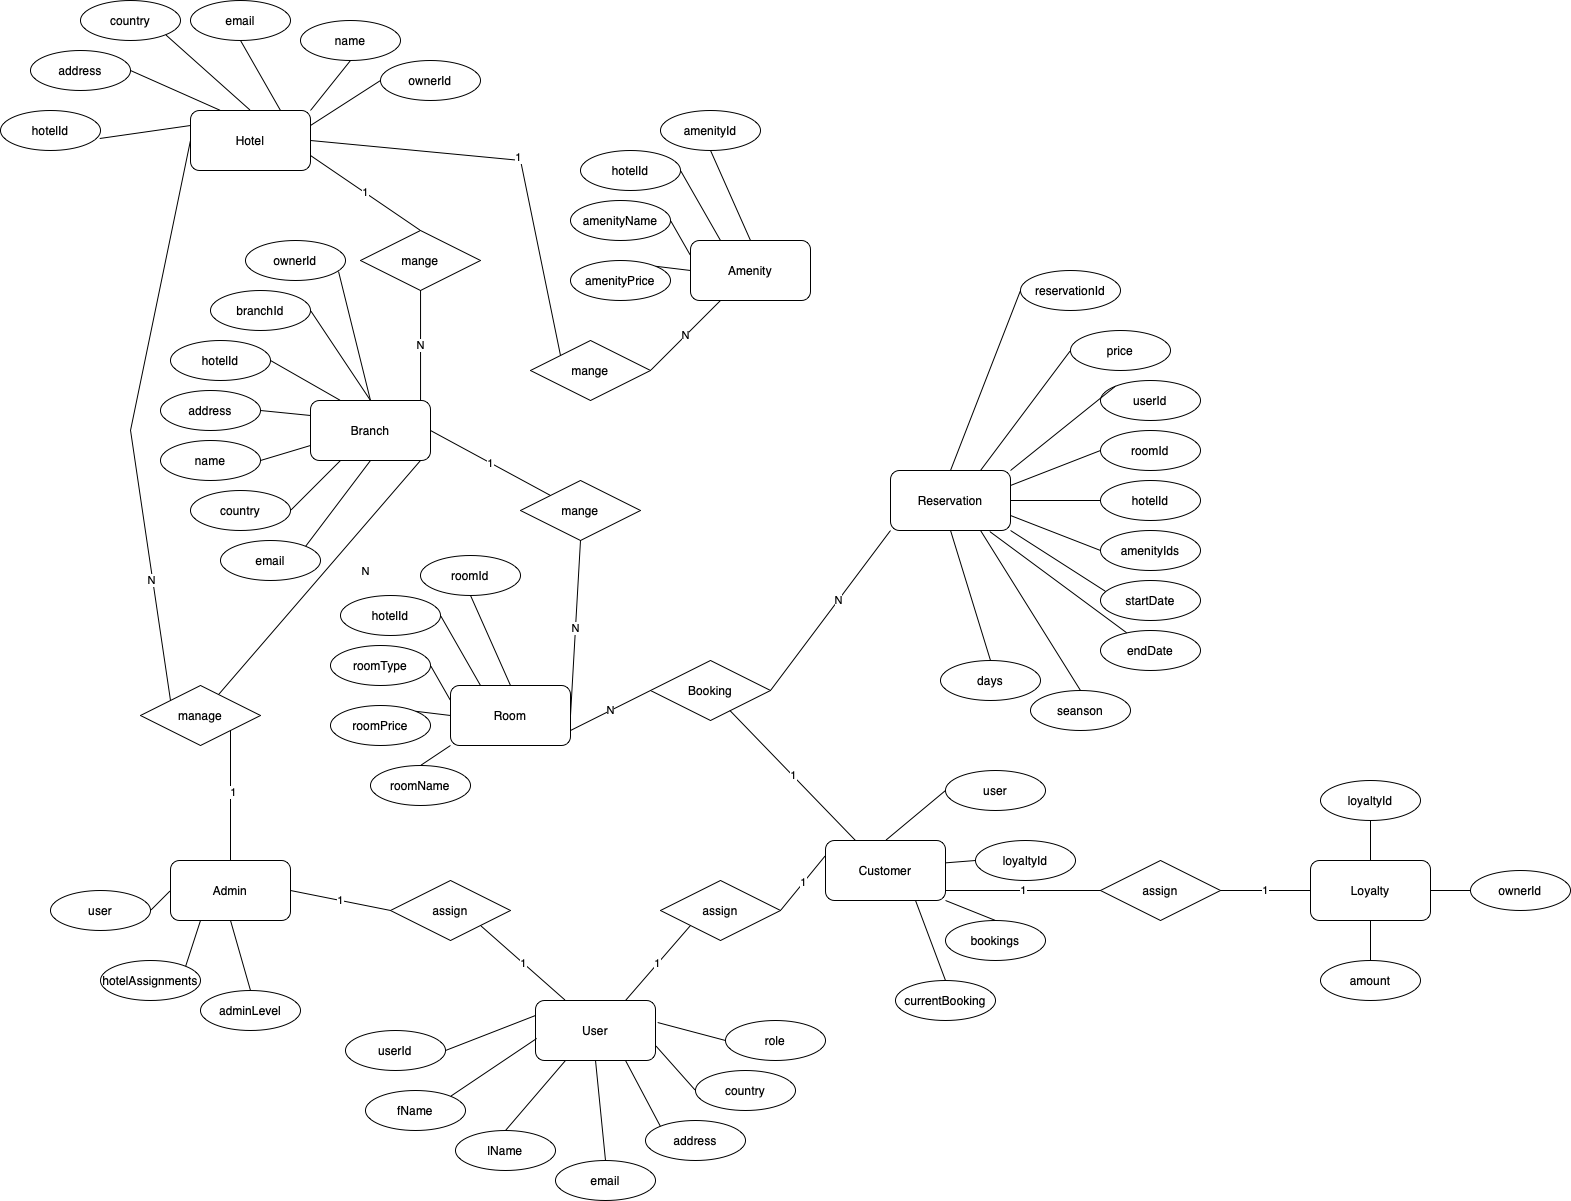 country
email
name
address
ownerId
hotelId
Hotel
amenityId
1
hotelId
1
amenityName
ownerId
mange
Amenity
amenityPrice
reservationId
branchId
N
N
price
hotelId
mange
address
userId
Branch
roomId
name
1
Reservation
hotelId
country
mange
amenityIds
email
N
roomId
N
N
startDate
hotelId
N
endDate
roomType
days
Booking
manage
Room
N
seanson
roomPrice
1
roomName
user
1
loyaltyId
loyaltyId
Customer
1
Admin
1
assign
1
Loyalty
ownerId
user
1
assign
assign
bookings
1
1
hotelAssignments
amount
currentBooking
adminLevel
User
role
userId
country
fName
address
lName
email